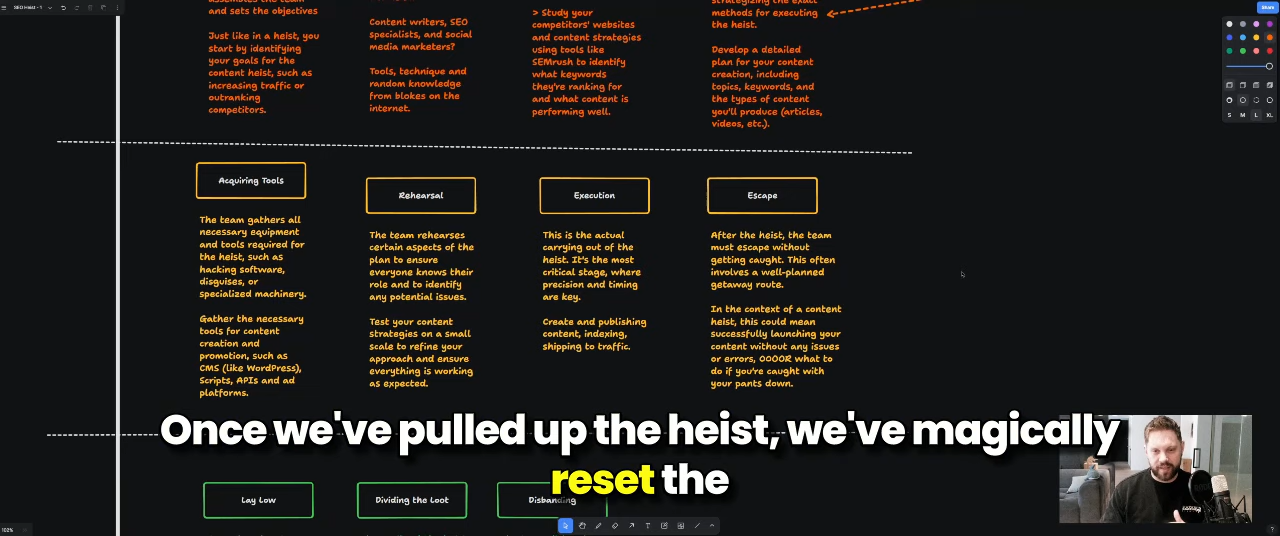 SEO Heist - 1
Share
and sets the objectives
Just like in a heist, you
start by identifying
your goals for the
content heist, such as
increasing traffic or
outranking
competitors.
Content writers, SEO
specialists, and social
media marketers?
Tools, technique and
random knowledge
from blokes on the
internet.
> Study your
competitors' websites
and content strategies
using tools like
SEMrush to identify
what keywords
they're ranking for
and what content is
performing well.
strategizing the exact
methods for executing
the heist.
Develop a detailed
plan for your content
creation, including
topics, keywords, and
the types of content
you'll produce (articles,
videos, etc.).
S M L XL
Acquiring Tools
The team gathers all
necessary equipment
and tools required for
the heist, such as
hacking software,
disguises, or
specialized machinery.
Gather the necessary
tools for content
creation and
promotion, such as
CMS (like WordPress),
Scripts, APIs and ad
platforms.
Rehearsal
The team rehearses
certain aspects of the
plan to ensure
everyone knows their
role and to identify
any potential issues.
Test your content
strategies on a small
scale to refine your
approach and ensure
everything is working
as expected.
Execution
This is the actual
carrying out of the
heist. It's the most
critical stage, where
precision and timing
are key.
Create and publishing
content, indexing,
shipping to traffic.
Escape
After the heist, the team
must escape without
getting caught. This often
involves a well-planned
getaway route.
In the context of a content
heist, this could mean
successfully launching your
content without any issues
or errors, OOOOR what to
do if you're caught with
your pants down.
Once we've pulled up the heist, we've magically
reset the
Lay Low
Dividing the Loot
Disbanding
102%